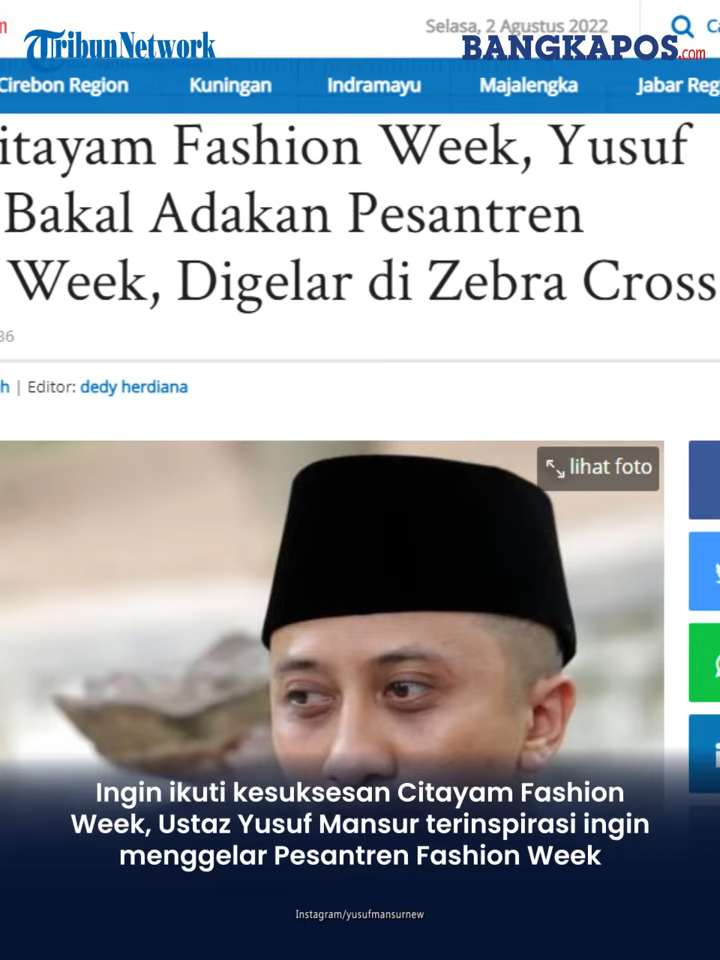 TribunNetwork
Selasa, 2 Agustus 2022
BANGKAPOS.com
Cirebon Region Kuningan Indramayu Majalengka Jabar Reg
itayam Fashion Week, Yusuf
Bakal Adakan Pesantren
Week, Digelar di Zebra Cross
36
h | Editor: dedy herdiana
lihat foto
Ingin ikuti kesuksesan Citayam Fashion
Week, Ustaz Yusuf Mansur terinspirasi ingin
menggelar Pesantren Fashion Week
Instagram/yusufmansurnew